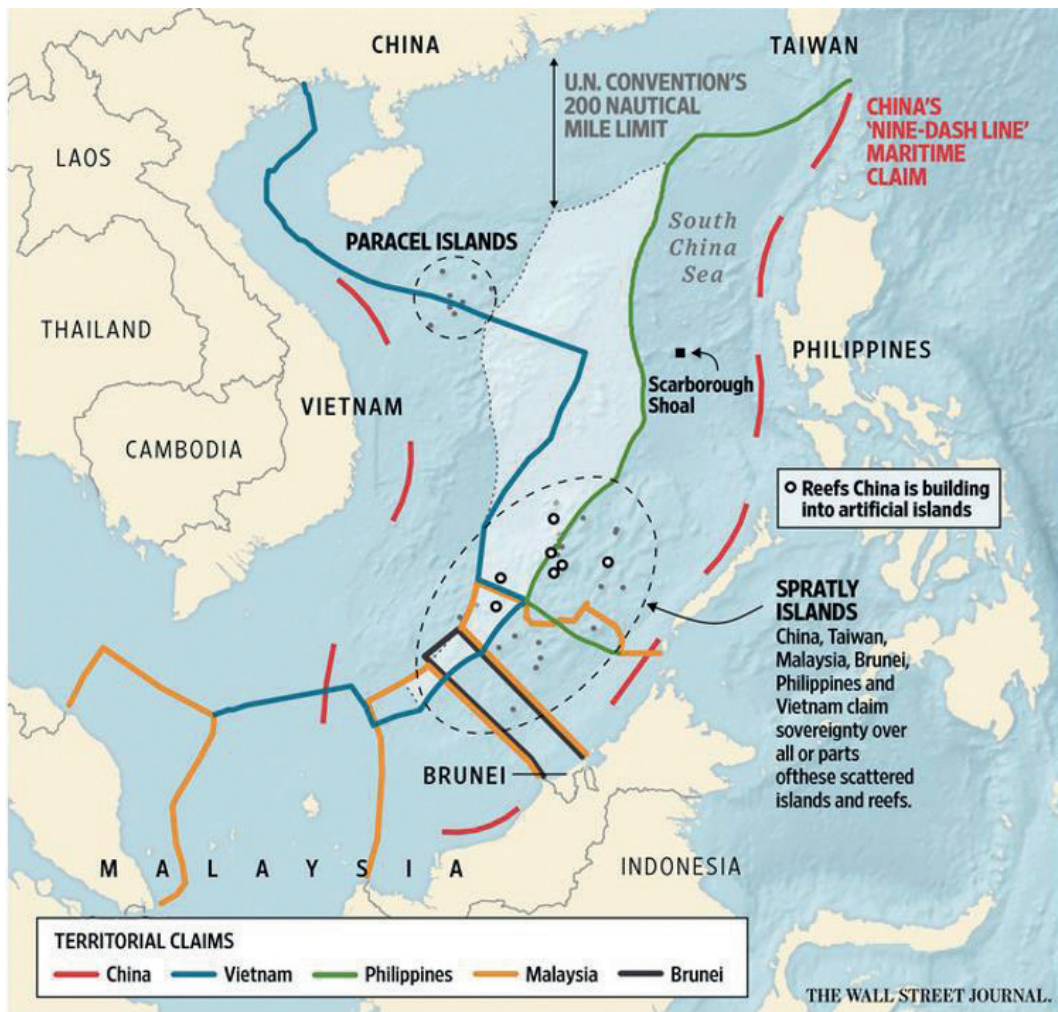 CHINA
TAIWAN
U.N. CONVENTION'S
200 NAUTICAL
MILE LIMIT
CHINA'S
'NINE-DASH LINE'
MARITIME
CLAIM
LAOS
PARACEL ISLANDS
South
China
Sea
THAILAND
PHILIPPINES
Scarborough
Shoal
VIETNAM
CAMBODIA
Reefs China is building
into artificial islands
SPRATLY
ISLANDS
China, Taiwan,
Malaysia, Brunei,
Philippines and
Vietnam claim
sovereignty over
all or parts
ofthese scattered
islands and reefs.
BRUNEI
MALAYSIA
INDONESIA
TERRITORIAL CLAIMS
China Vietnam Philippines Malaysia Brunei
THE WALL STREET JOURNAL.